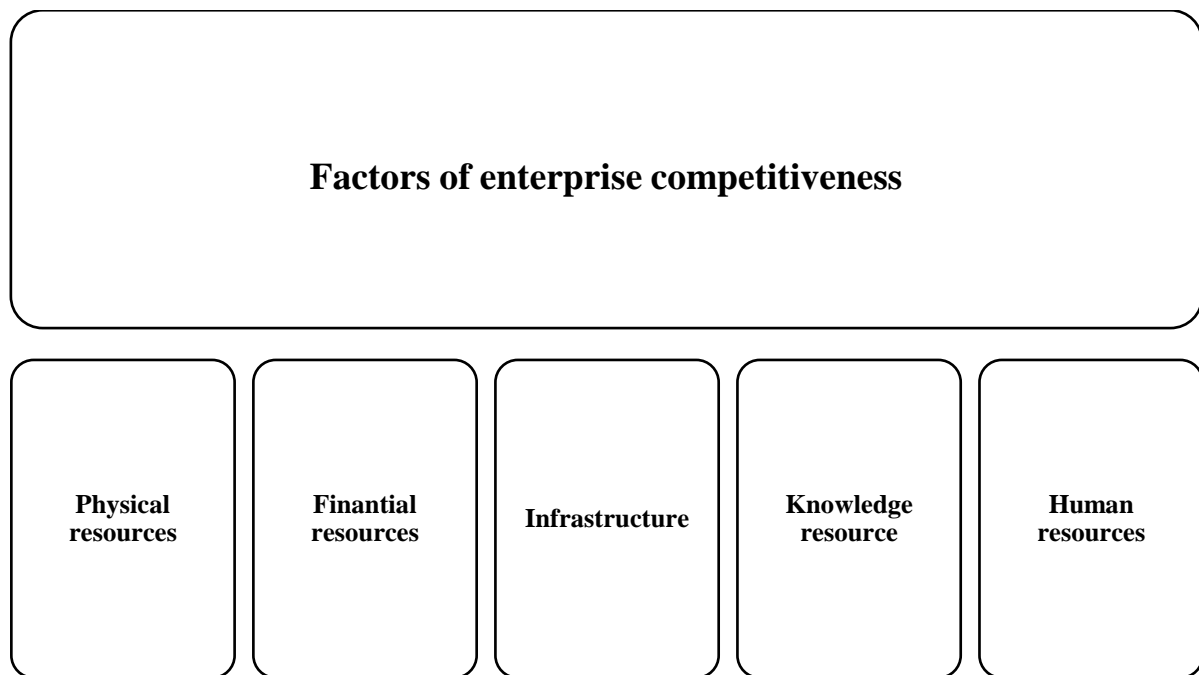 Factors of enterprise competitiveness
Physical
resources
Finantial
resources
Infrastructure
Knowledge
resource
Human
resources